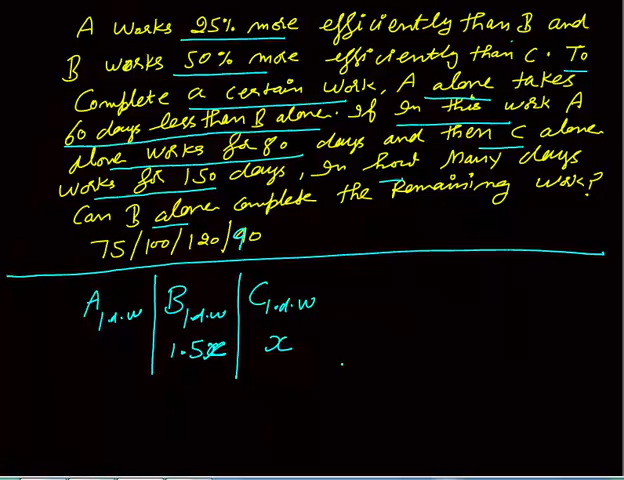 A works 25% more efficiently than B and
B works 50% more efficiently than C. To
Complete a certain work, A alone takes
60 days less than B alone. If in this work A
alone works for 80 days and then C alone
works for 150 days, in how many days
Can B alone complete the Remaining work?
75/100/120/90
A1.d.w B1.d.w C1.d.w
1.5x x